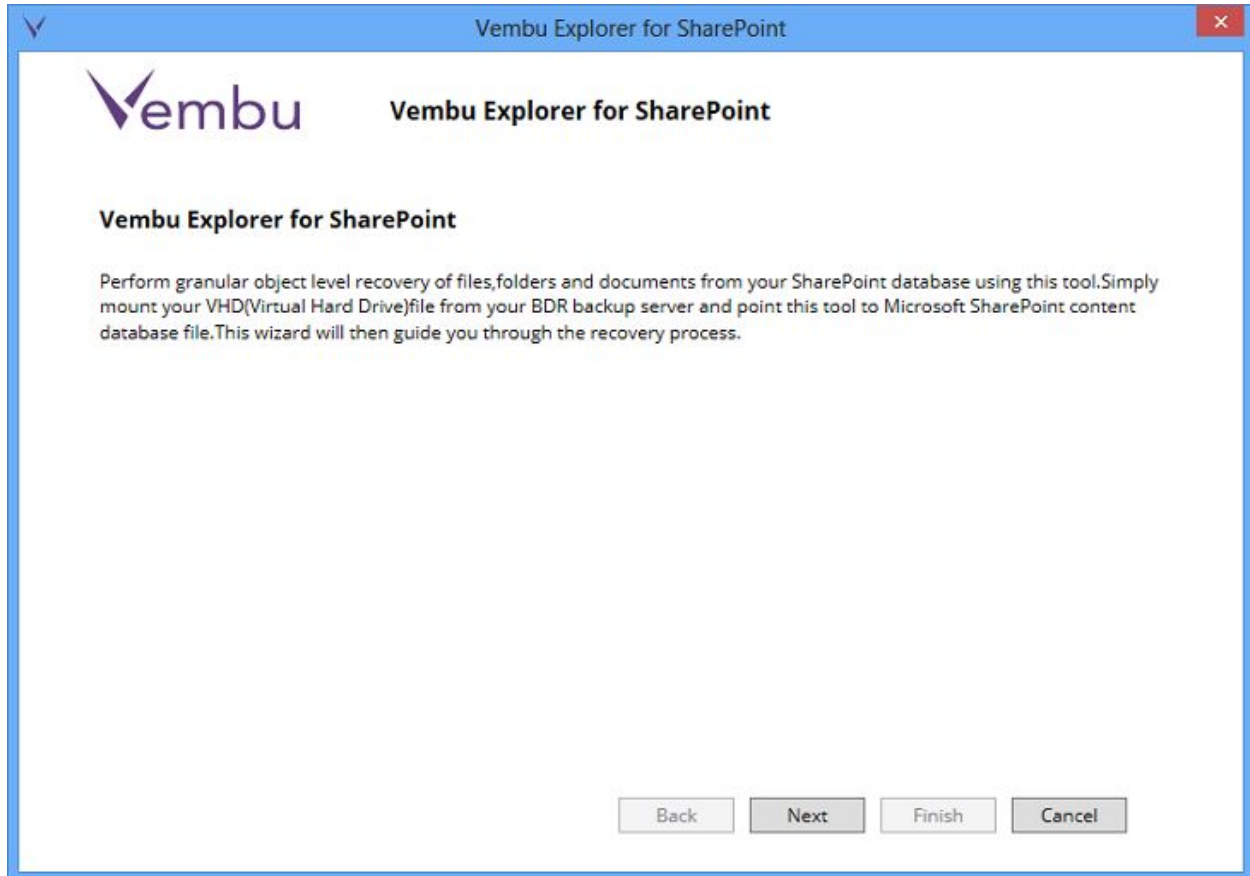 Vembu Explorer for SharePoint
Vembu
Vembu Explorer for SharePoint
Vembu Explorer for SharePoint
Perform granular object level recovery of files,folders and documents from your SharePoint database using this tool.Simply
mount your VHD(Virtual Hard Drive)file from your BDR backup server and point this tool to Microsoft SharePoint content
database file.This wizard will then guide you through the recovery process.
Back
Next
Finish
Cancel